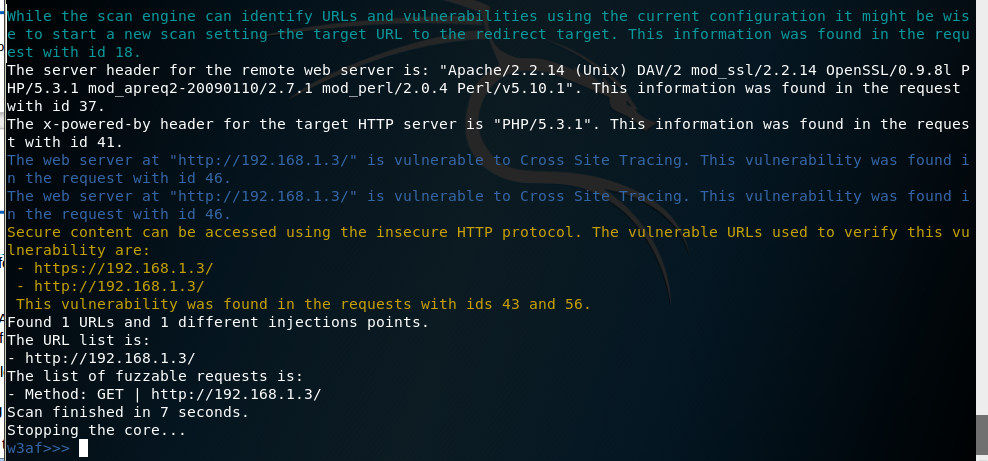 While the scan engine can identify URLs and vulnerabilities using the current configuration it might be wis
e to start a new scan setting the target URL to the redirect target. This information was found in the requ
est with id 18.
The server header for the remote web server is: "Apache/2.2.14 (Unix) DAV/2 mod_ssl/2.2.14 OpenSSL/0.9.8l P
HP/5.3.1 mod_apreq2-20090110/2.7.1 mod_perl/2.0.4 Perl/v5.10.1". This information was found in the request
with id 37.
The x-powered-by header for the target HTTP server is "PHP/5.3.1". This information was found in the reques
t with id 41.
The web server at "http://192.168.1.3/" is vulnerable to Cross Site Tracing. This vulnerability was found i
n the request with id 46.
The web server at "http://192.168.1.3/" is vulnerable to Cross Site Tracing. This vulnerability was found i
n the request with id 46.
Secure content can be accessed using the insecure HTTP protocol. The vulnerable URLs used to verify this vu
lnerability are:
 - https://192.168.1.3/
 - http://192.168.1.3/
 This vulnerability was found in the requests with ids 43 and 56.
Found 1 URLs and 1 different injections points.
The URL list is:
- http://192.168.1.3/
The list of fuzzable requests is:
- Method: GET | http://192.168.1.3/
Scan finished in 7 seconds.
Stopping the core...
w3af>>>